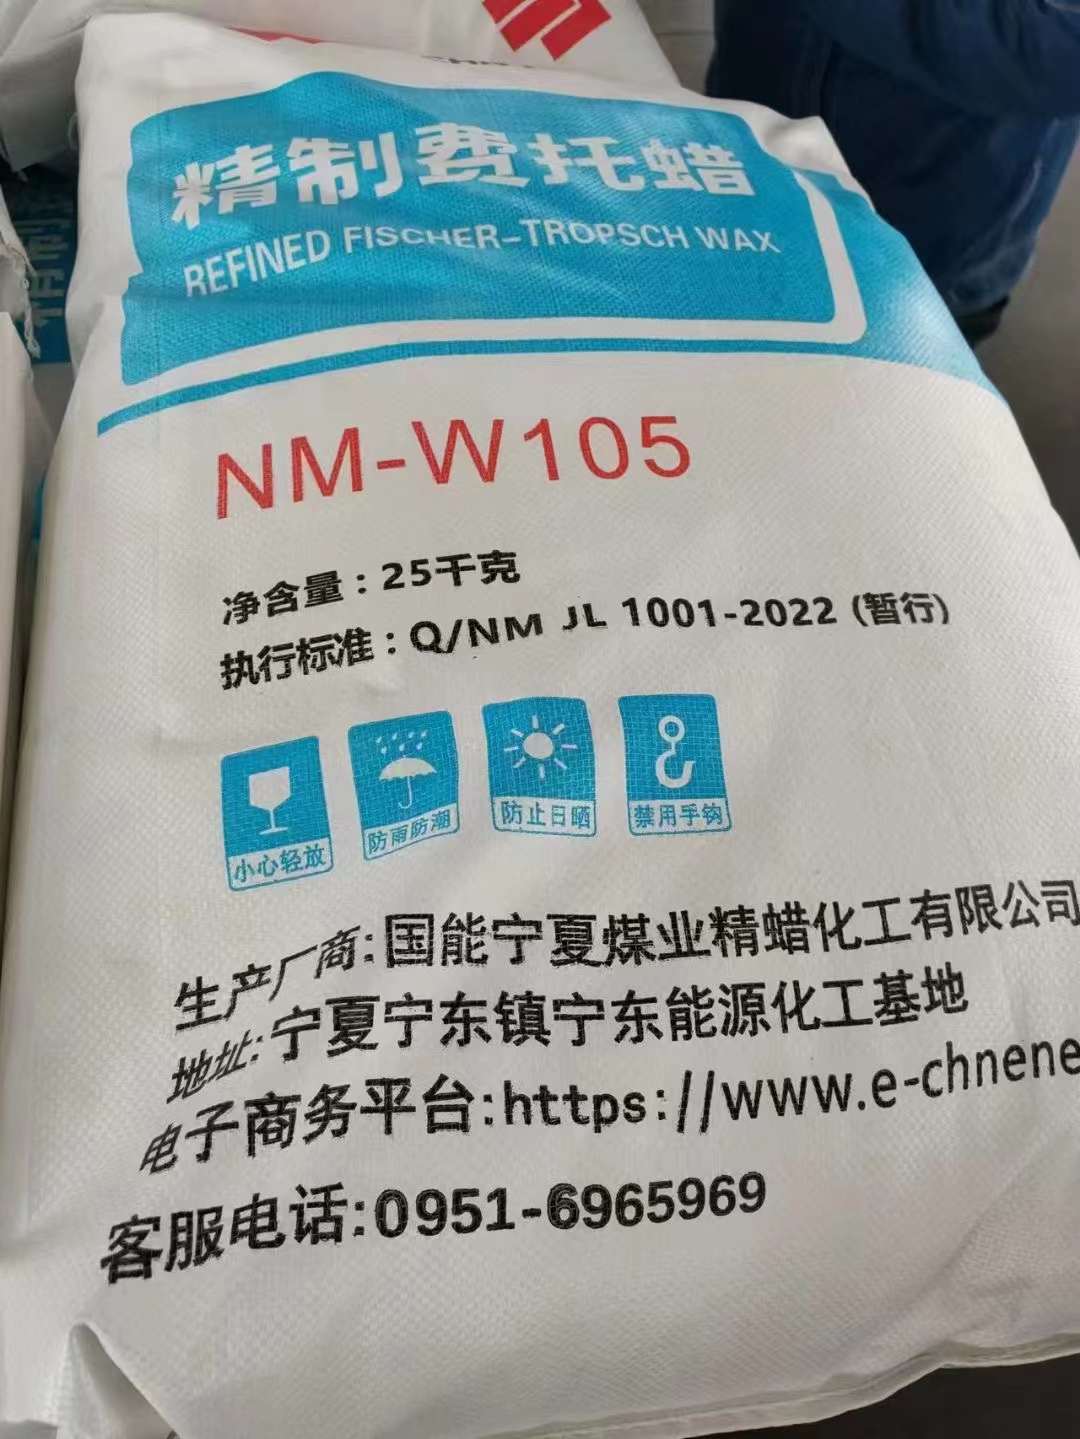 精制费托蜡
REFINED FISCHER-TROPSCH WAX
NM-W105
净含量：25千克
执行标准：Q/NM JL 1001-2022 (暂行)
小心轻放
防雨防潮
防止日晒
禁用手钩
生产厂商:国能宁夏煤业精蜡化工有限公司
地址:宁夏宁东镇宁东能源化工基地
电子商务平台:https://www.e-chnene
客服电话:0951-6965969